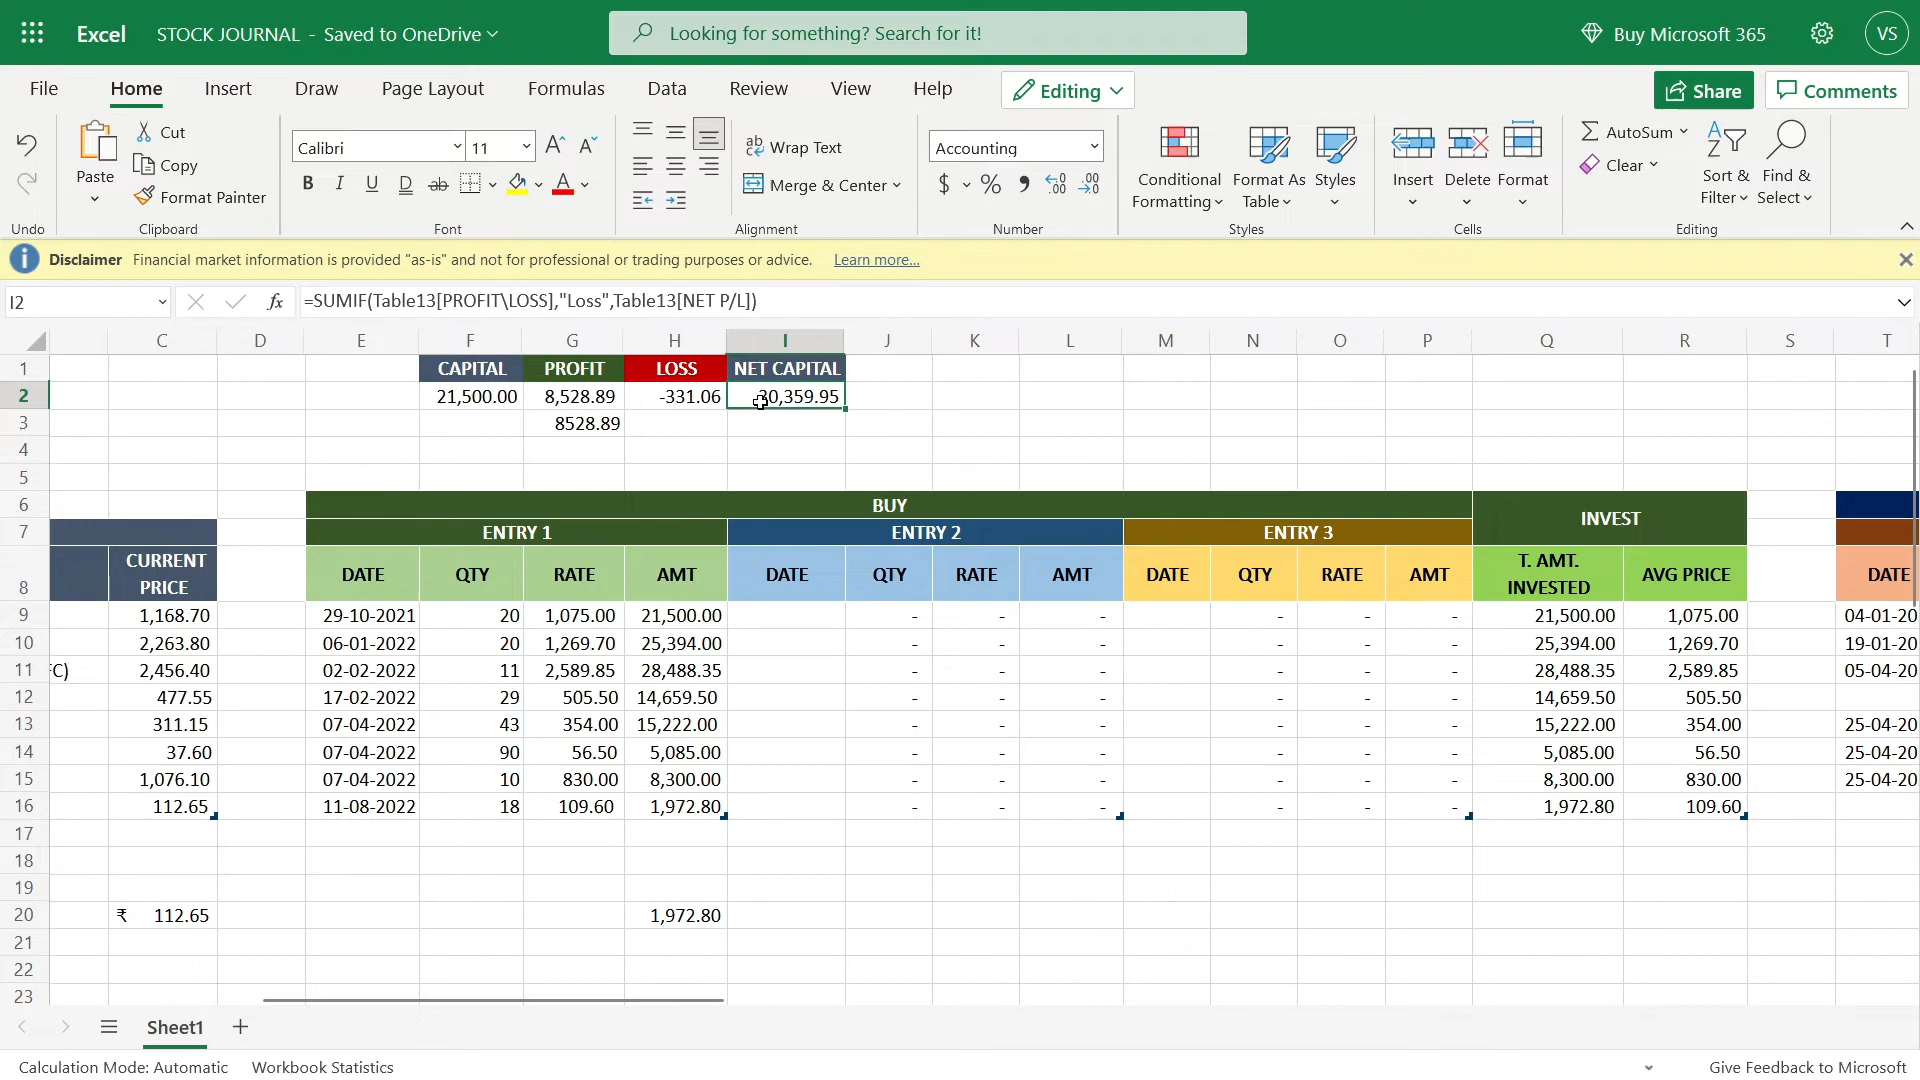 Excel STOCK JOURNAL - Saved to OneDrive Looking for something? Search for it! Buy Microsoft 365 VS
File Home Insert Draw Page Layout Formulas Data Review View Help Editing Share Comments
Paste Cut Copy Format Painter
Calibri 11 B I U D ab A
ab Wrap Text Merge & Center
Accounting $ %
Conditional Formatting Format As Table Styles
Insert Delete Format
AutoSum Clear Sort & Filter Find & Select
Undo Clipboard Font Alignment Number Styles Cells Editing
Disclaimer Financial market information is provided "as-is" and not for professional or trading purposes or advice. Learn more...
I2 fx =SUMIF(Table13[PROFIT\LOSS],"Loss",Table13[NET P/L])
C D E F G H I J K L M N O P Q R S T
1 CAPITAL PROFIT LOSS NET CAPITAL
2 21,500.00 8,528.89 -331.06 0,359.95
3 8528.89
4
5
6 BUY INVEST
7 ENTRY 1 ENTRY 2 ENTRY 3
8 CURRENT PRICE DATE QTY RATE AMT DATE QTY RATE AMT DATE QTY RATE AMT T. AMT. INVESTED AVG PRICE DATE
9 1,168.70 29-10-2021 20 1,075.00 21,500.00 - - - - - - 21,500.00 1,075.00 04-01-20
10 2,263.80 06-01-2022 20 1,269.70 25,394.00 - - - - - - 25,394.00 1,269.70 19-01-20
11 FC) 2,456.40 02-02-2022 11 2,589.85 28,488.35 - - - - - - 28,488.35 2,589.85 05-04-20
12 477.55 17-02-2022 29 505.50 14,659.50 - - - - - - 14,659.50 505.50
13 311.15 07-04-2022 43 354.00 15,222.00 - - - - - - 15,222.00 354.00 25-04-20
14 37.60 07-04-2022 90 56.50 5,085.00 - - - - - - 5,085.00 56.50 25-04-20
15 1,076.10 07-04-2022 10 830.00 8,300.00 - - - - - - 8,300.00 830.00 25-04-20
16 112.65 11-08-2022 18 109.60 1,972.80 - - - - - - 1,972.80 109.60
17
18
19
20 ₹ 112.65 1,972.80
21
22
23
Sheet1
Calculation Mode: Automatic Workbook Statistics Give Feedback to Microsoft